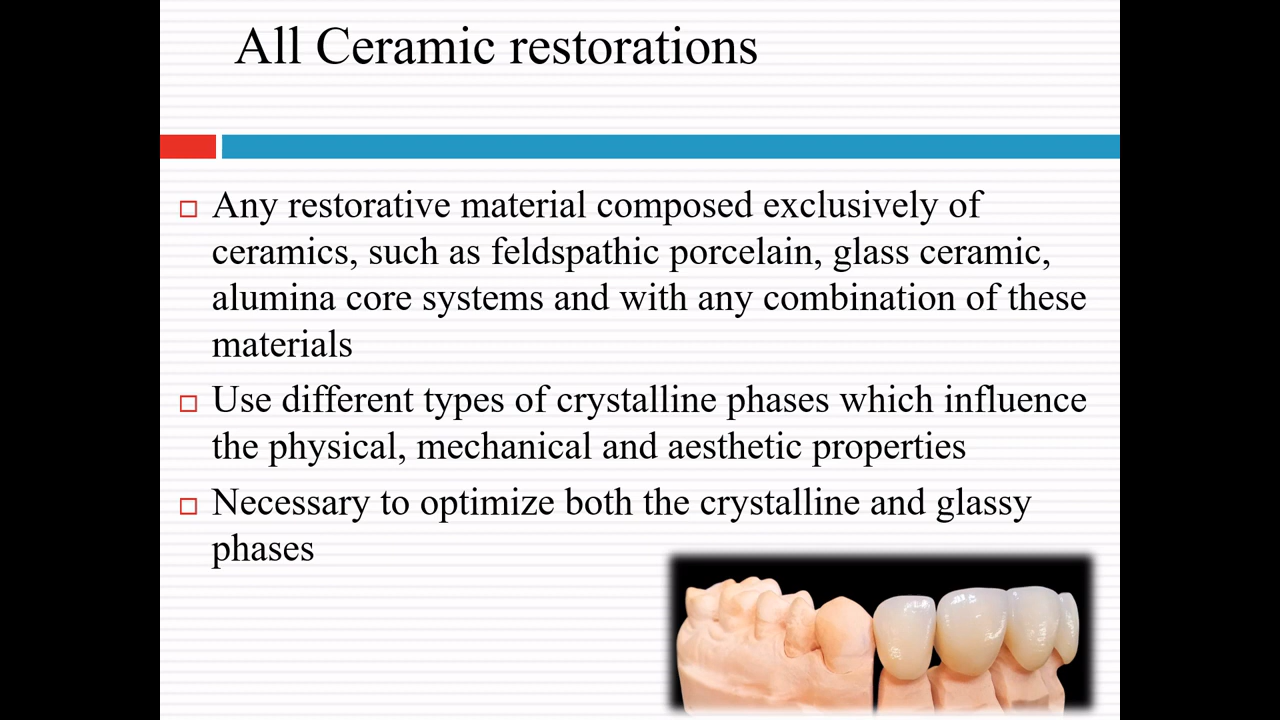 All Ceramic restorations
Any restorative material composed exclusively of
ceramics, such as feldspathic porcelain, glass ceramic,
alumina core systems and with any combination of these
materials
Use different types of crystalline phases which influence
the physical, mechanical and aesthetic properties
Necessary to optimize both the crystalline and glassy
phases